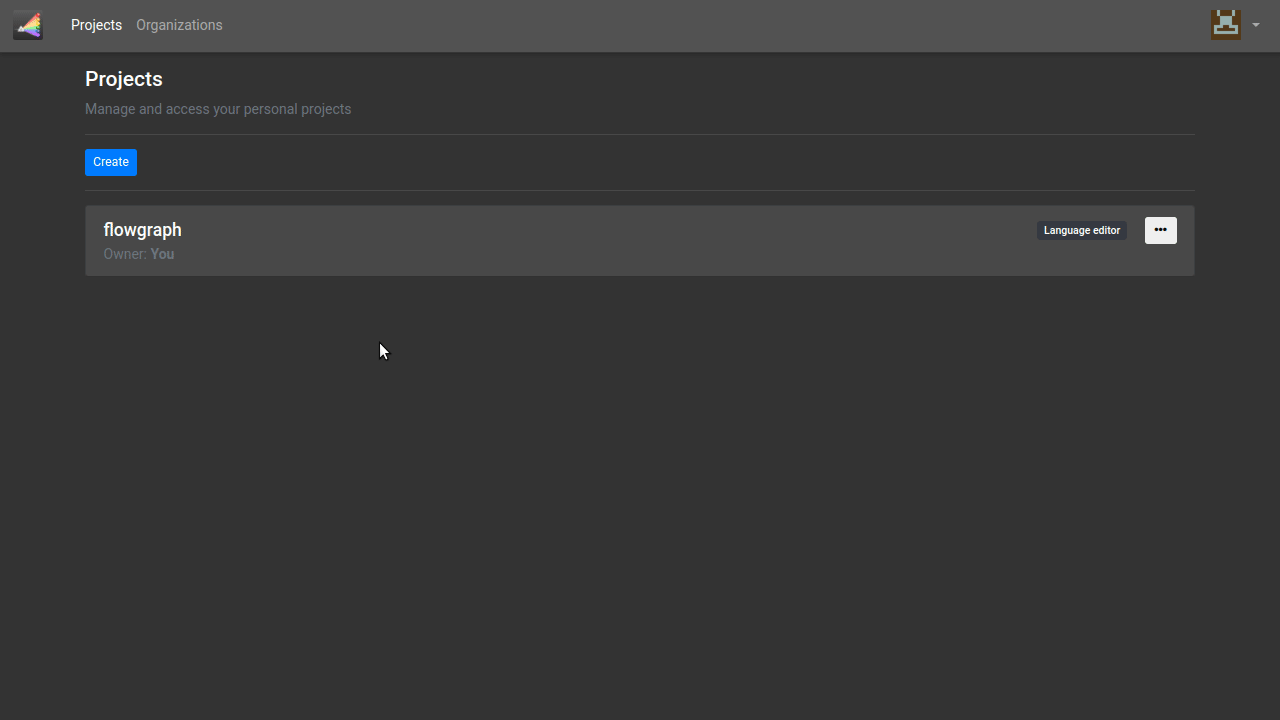 Projects Organizations
Projects
Manage and access your personal projects
Create
flowgraph
Language editor
Owner: You